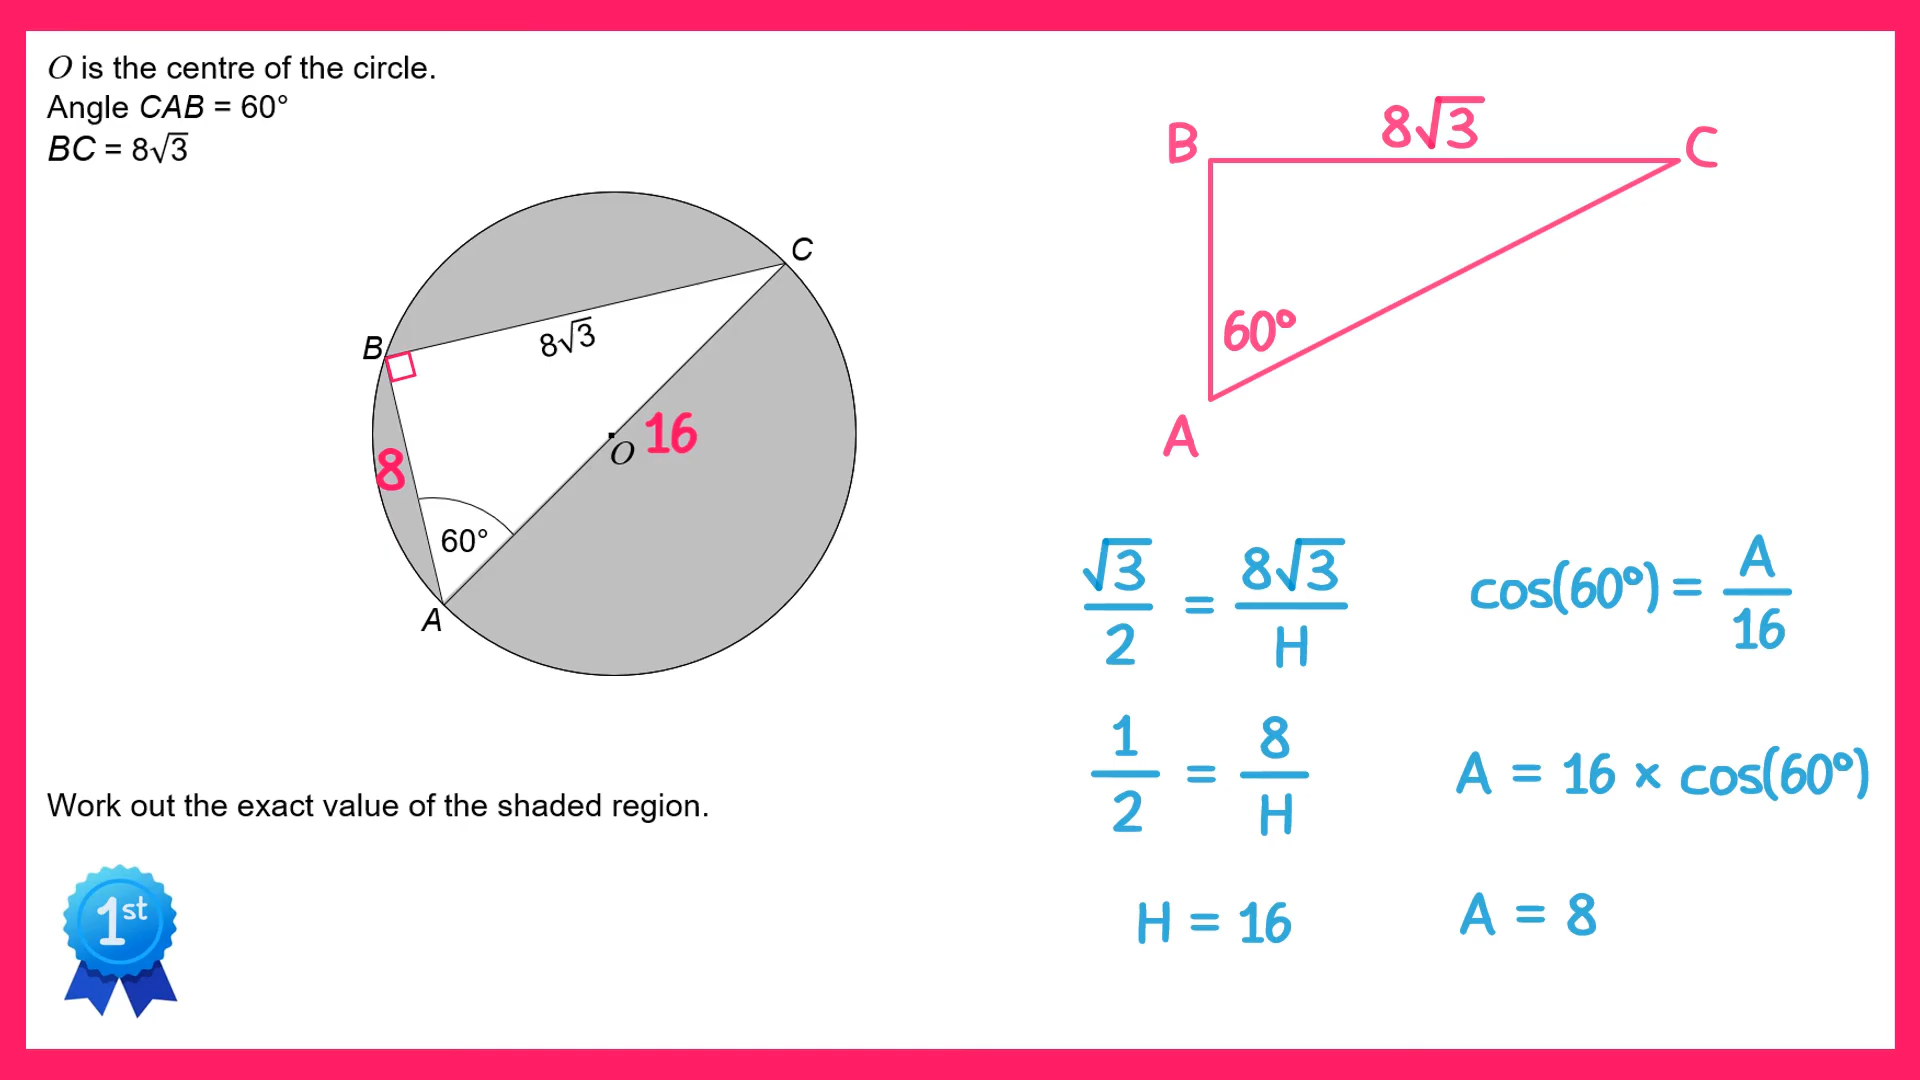 O is the centre of the circle.
Angle CAB = 60°
BC = 8√3
C
B
8√3
8
O
16
60°
A
Work out the exact value of the shaded region.
1st
B
8√3
C
60°
A
√3/2 = 8√3/H
1/2 = 8/H
H = 16
cos(60°) = A/16
A = 16 × cos(60°)
A = 8